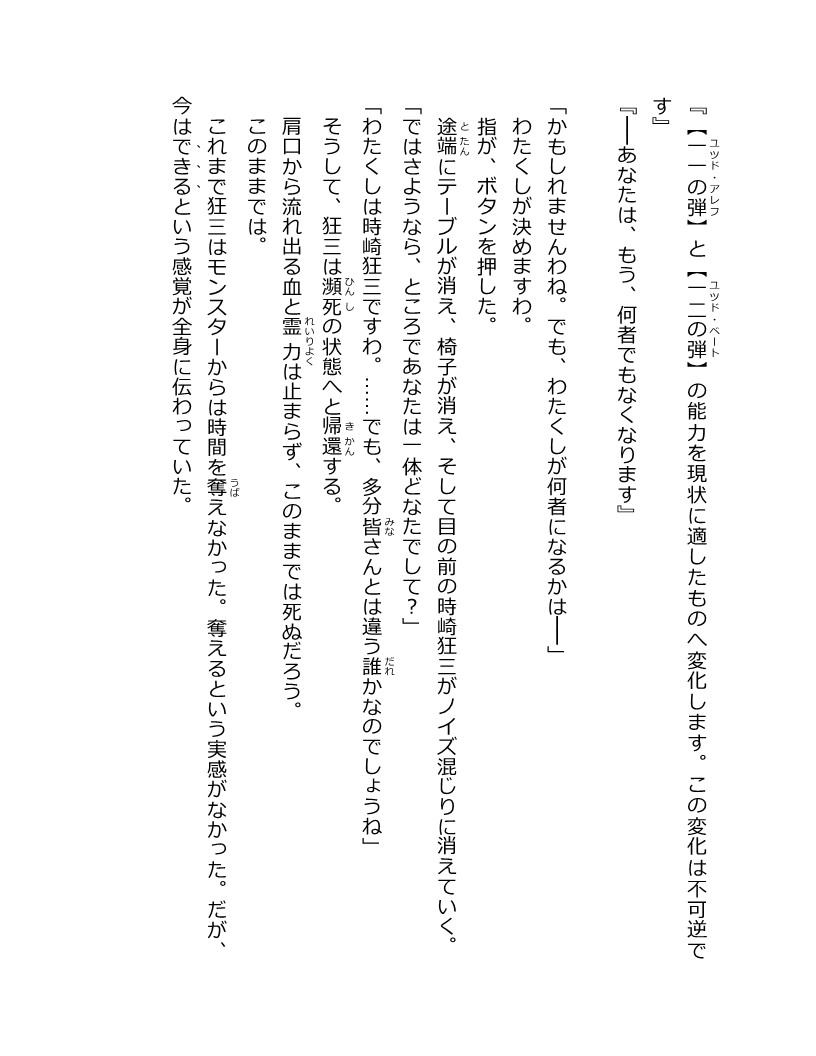 『【一一の弾】と【一二の弾】の能力を現状に適したものへ変化します。この変化は不可逆で
す』
『――あなたは、もう、何者でもなくなります』
「かもしれませんわね。でも、わたくしが何者になるかは――」
わたくしが決めますわ。
指が、ボタンを押した。
途端にテーブルが消え、椅子が消え、そして目の前の時崎狂三がノイズ混じりに消えていく。
「ではさようなら、ところであなたは一体どなたでして？」
「わたくしは時崎狂三ですわ。……でも、多分皆さんとは違う誰かなのでしょうね」
そうして、狂三は瀕死の状態へと帰還する。
肩口から流れ出る血と霊力は止まらず、このままでは死ぬだろう。
このままでは。
これまで狂三はモンスターからは時間を奪えなかった。奪えるという実感がなかった。だが、
今はできるという感覚が全身に伝わっていた。